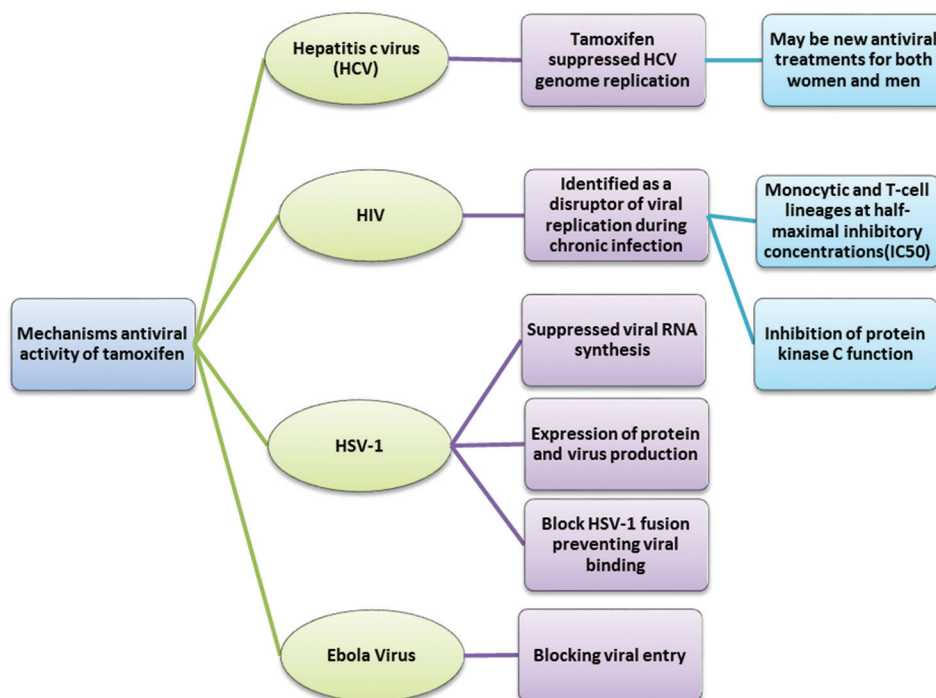 Mechanisms antiviral
activity of tamoxifen
Hepatitis c virus
(HCV)
Tamoxifen
suppressed HCV
genome replication
May be new antiviral
treatments for both
women and men
HIV
Identified as a
disruptor of viral
replication during
chronic infection
Monocytic and T-cell
lineages at half-
maximal inhibitory
concentrations(IC50)
Inhibition of protein
kinase C function
HSV-1
Suppressed viral RNA
synthesis
Expression of protein
and virus production
Block HSV-1 fusion
preventing viral
binding
Ebola Virus
Blocking viral entry